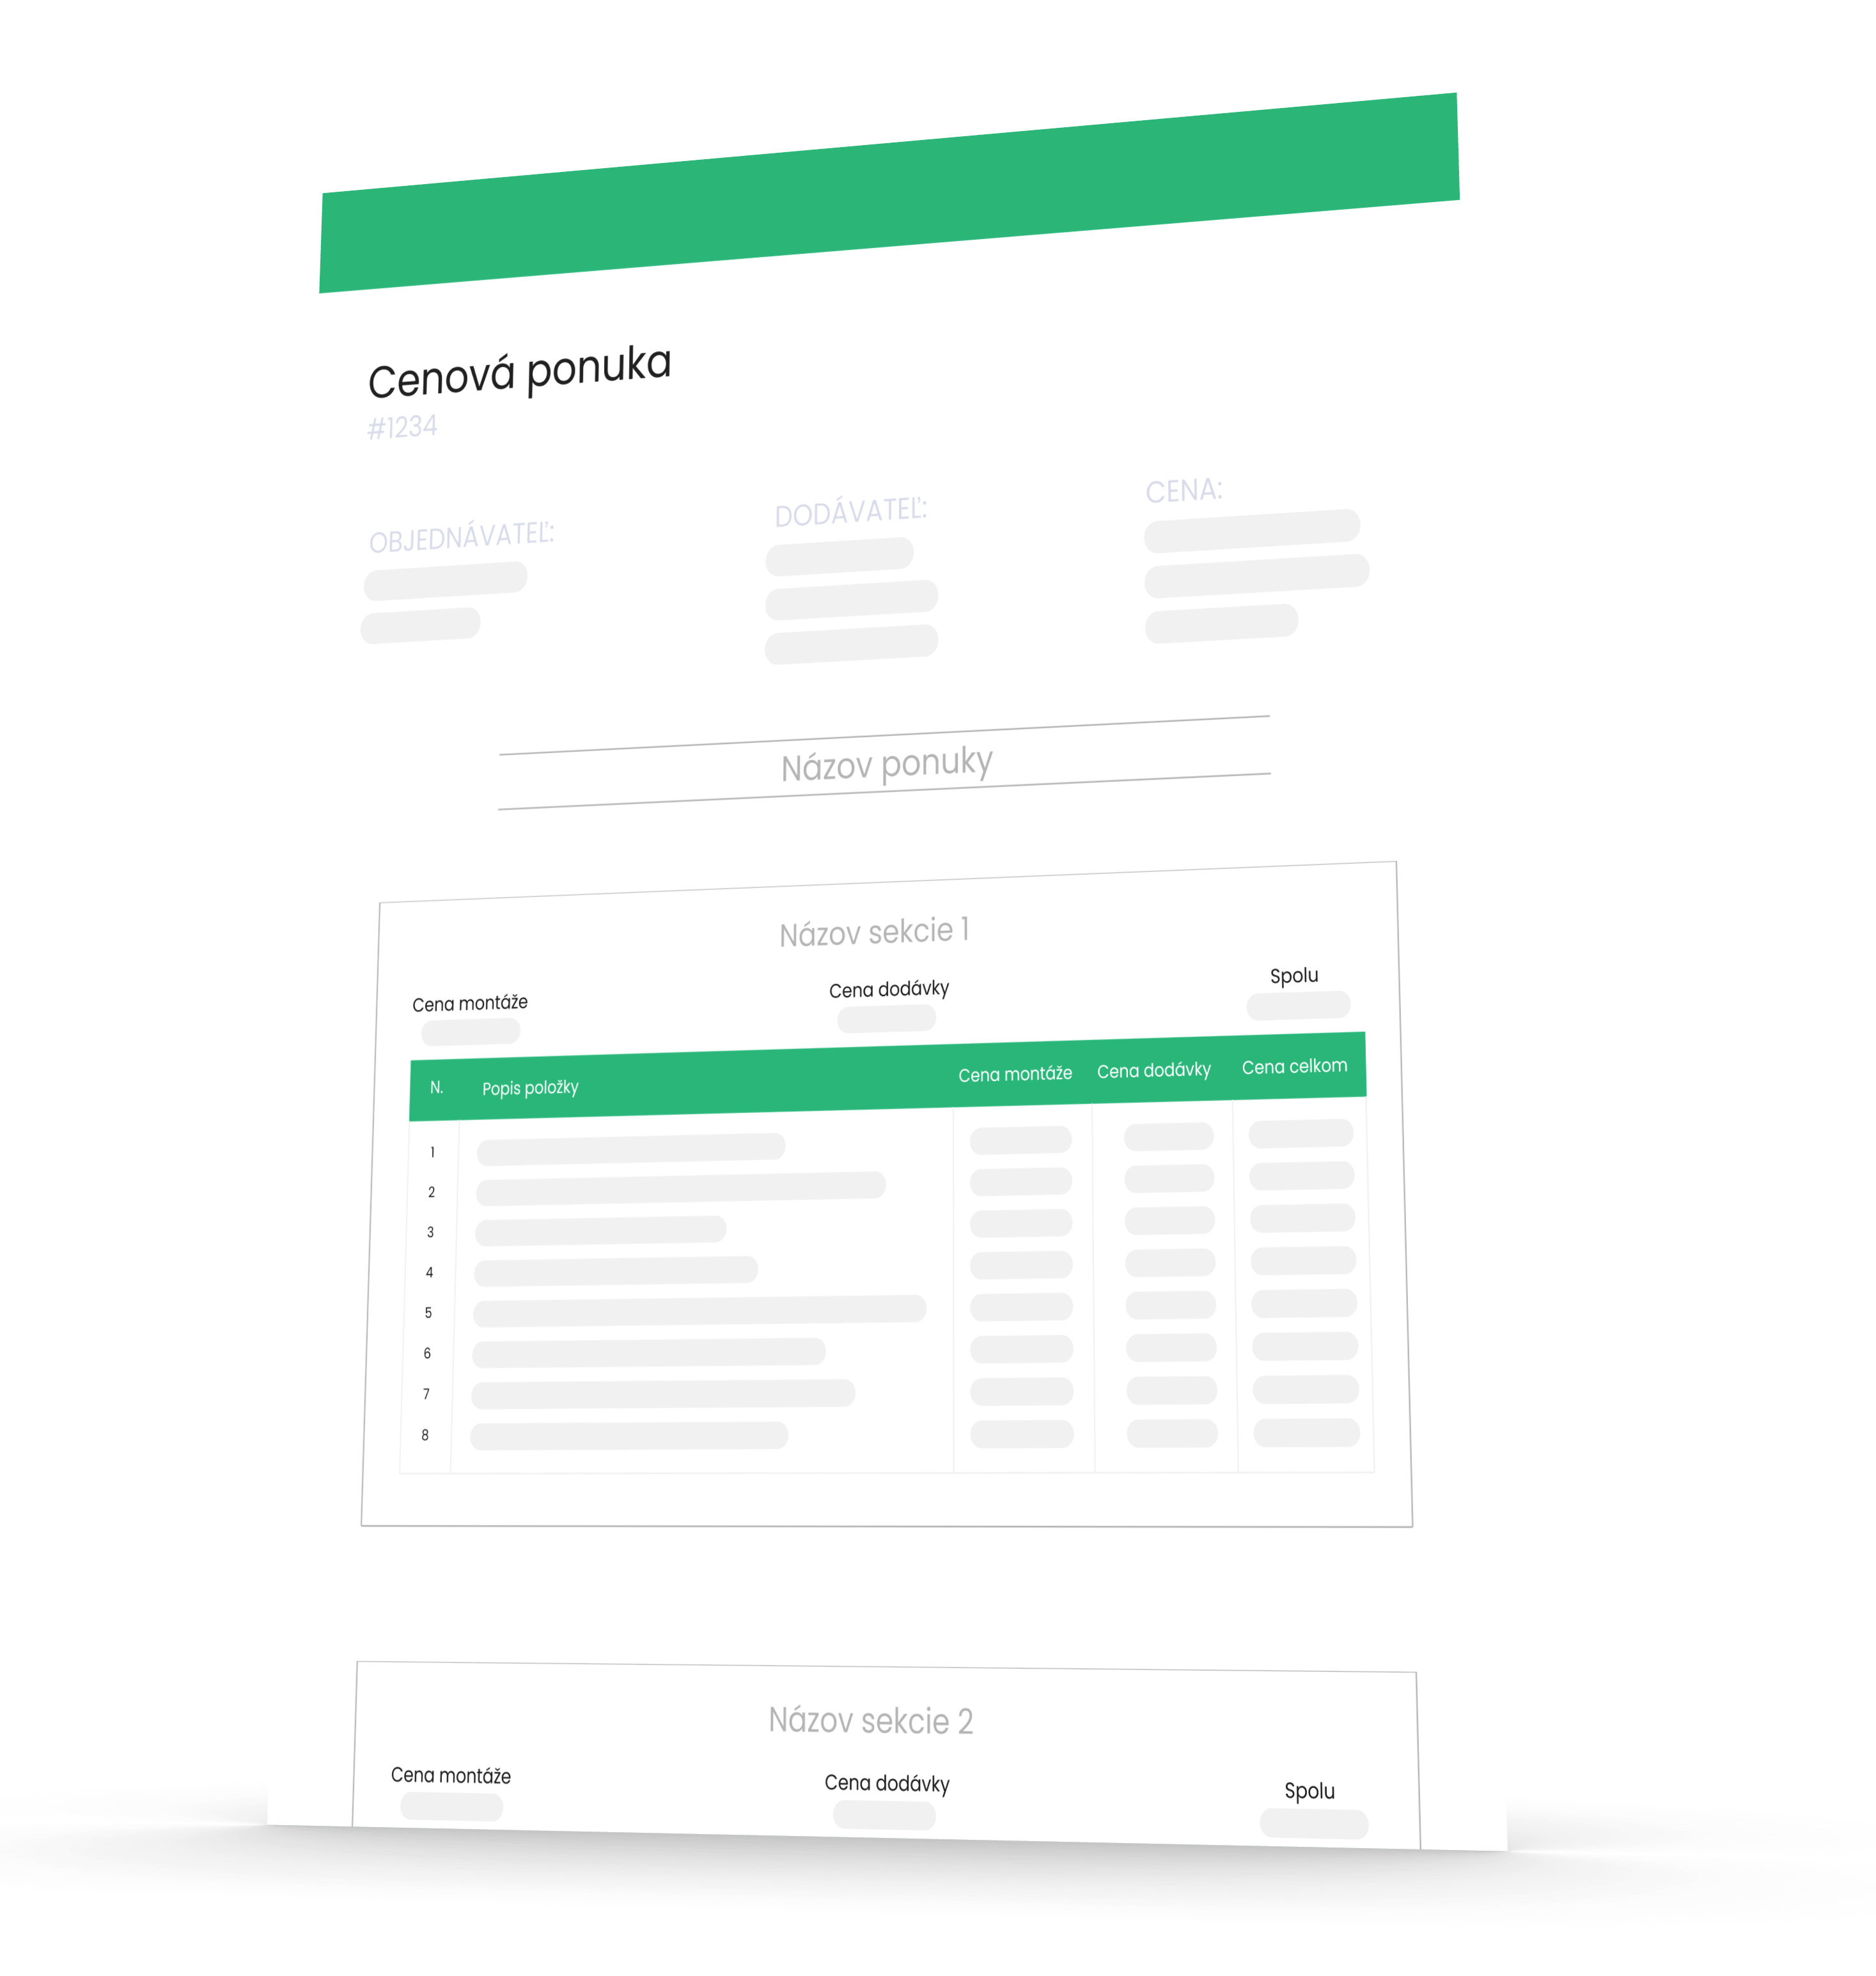 Cenová ponuka
#1234
OBJEDNÁVATEĽ:
DODÁVATEĽ:
CENA:
Názov ponuky
Názov sekcie 1
Cena montáže
Cena dodávky
Spolu
N. Popis položky Cena montáže Cena dodávky Cena celkom
1
2
3
4
5
6
7
8
Názov sekcie 2
Cena montáže
Cena dodávky
Spolu